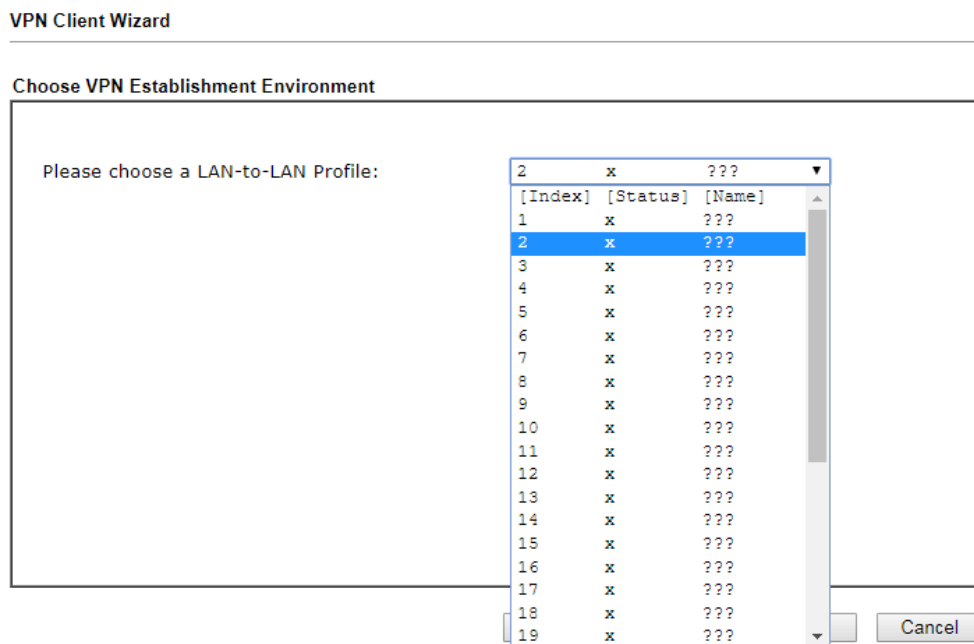 VPN Client Wizard
Choose VPN Establishment Environment
Please choose a LAN-to-LAN Profile:
2 x ???
[Index] [Status] [Name]
1 x ???
2 x ???
3 x ???
4 x ???
5 x ???
6 x ???
7 x ???
8 x ???
9 x ???
10 x ???
11 x ???
12 x ???
13 x ???
14 x ???
15 x ???
16 x ???
17 x ???
18 x ???
19 x ???
Cancel